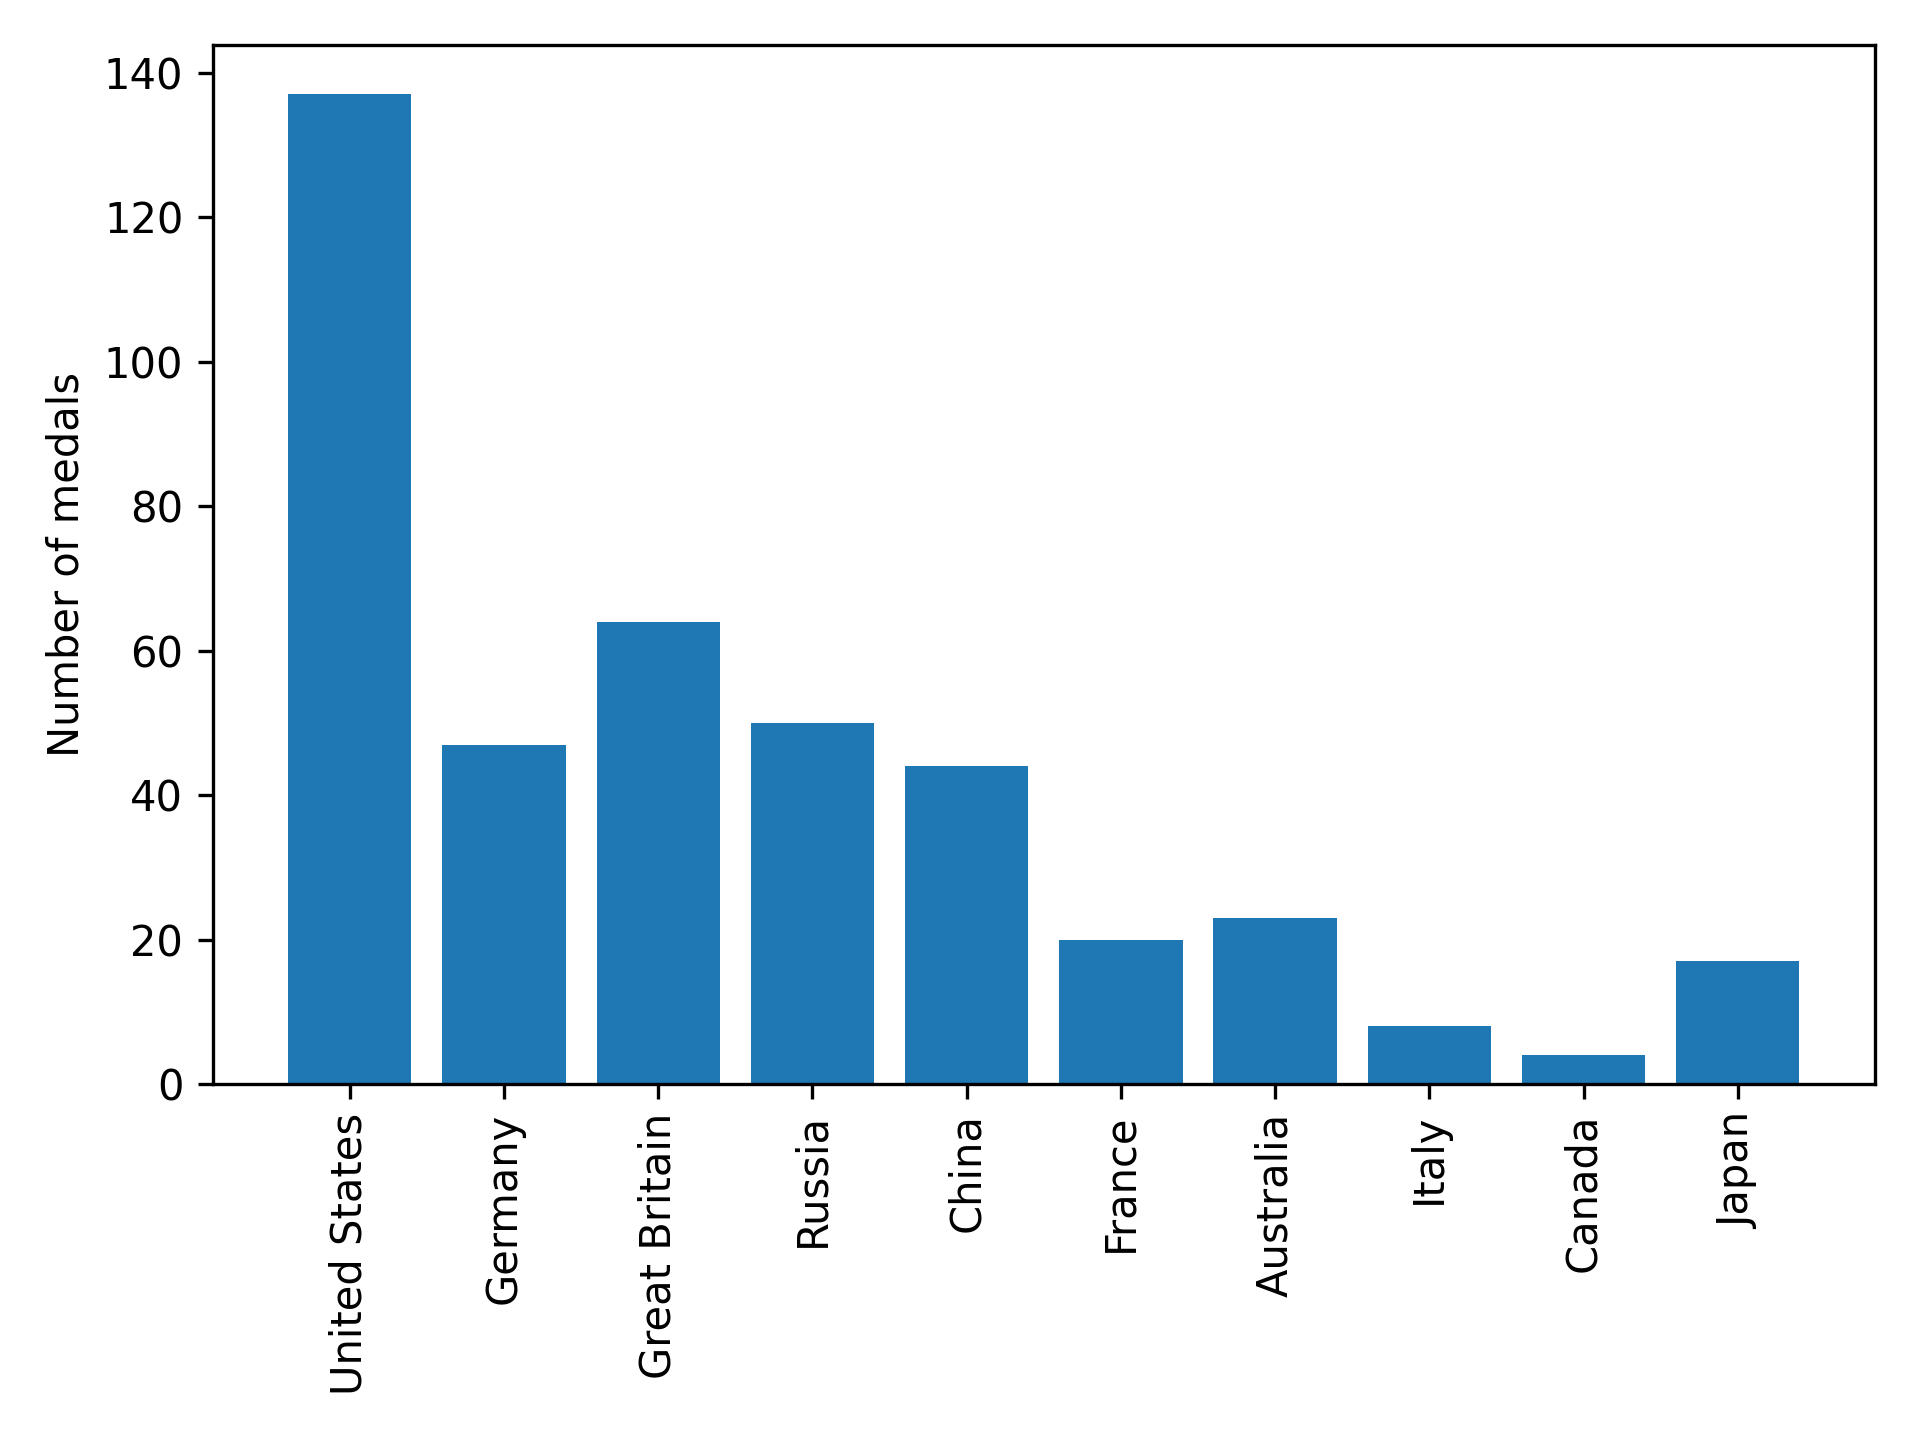 Number of medals
140
120
100
80
60
40
20
0
United States
Germany
Great Britain
Russia
China
France
Australia
Italy
Canada
Japan